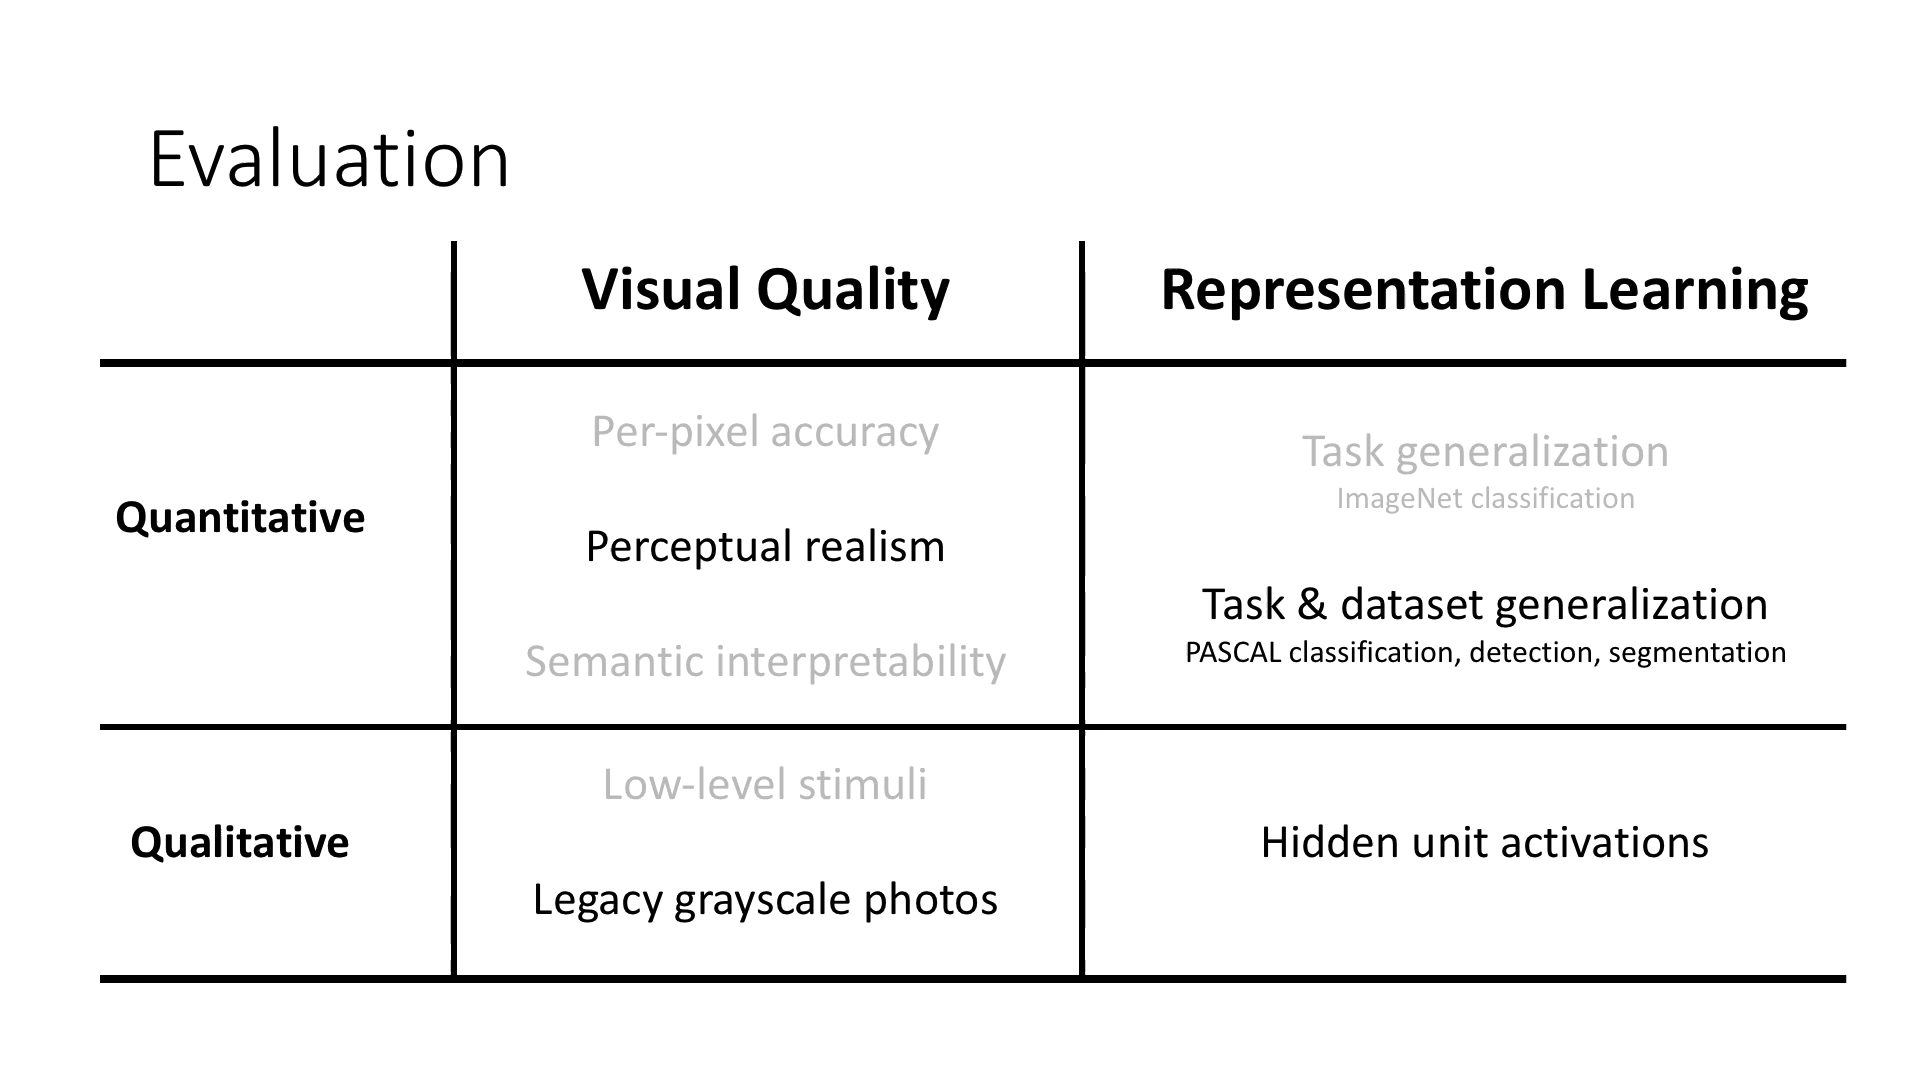 Evaluation
Visual Quality
Representation Learning
Quantitative
Per-pixel accuracy
Perceptual realism
Semantic interpretability
Task generalization
ImageNet classification
Task & dataset generalization
PASCAL classification, detection, segmentation
Qualitative
Low-level stimuli
Legacy grayscale photos
Hidden unit activations